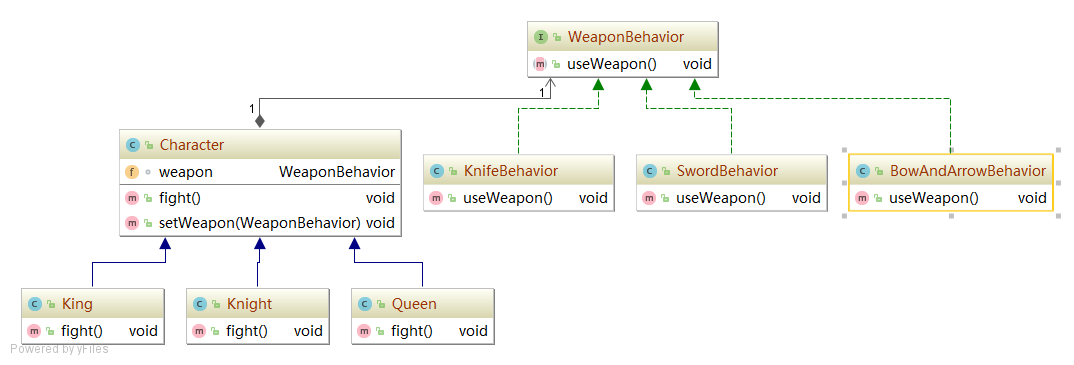 I WeaponBehavior
m useWeapon() void
1
1
C Character
f weapon WeaponBehavior
m fight() void
m setWeapon(WeaponBehavior) void
C KnifeBehavior
m useWeapon() void
C SwordBehavior
m useWeapon() void
C BowAndArrowBehavior
m useWeapon() void
C King
m fight() void
C Knight
m fight() void
C Queen
m fight() void
Powered by yFiles